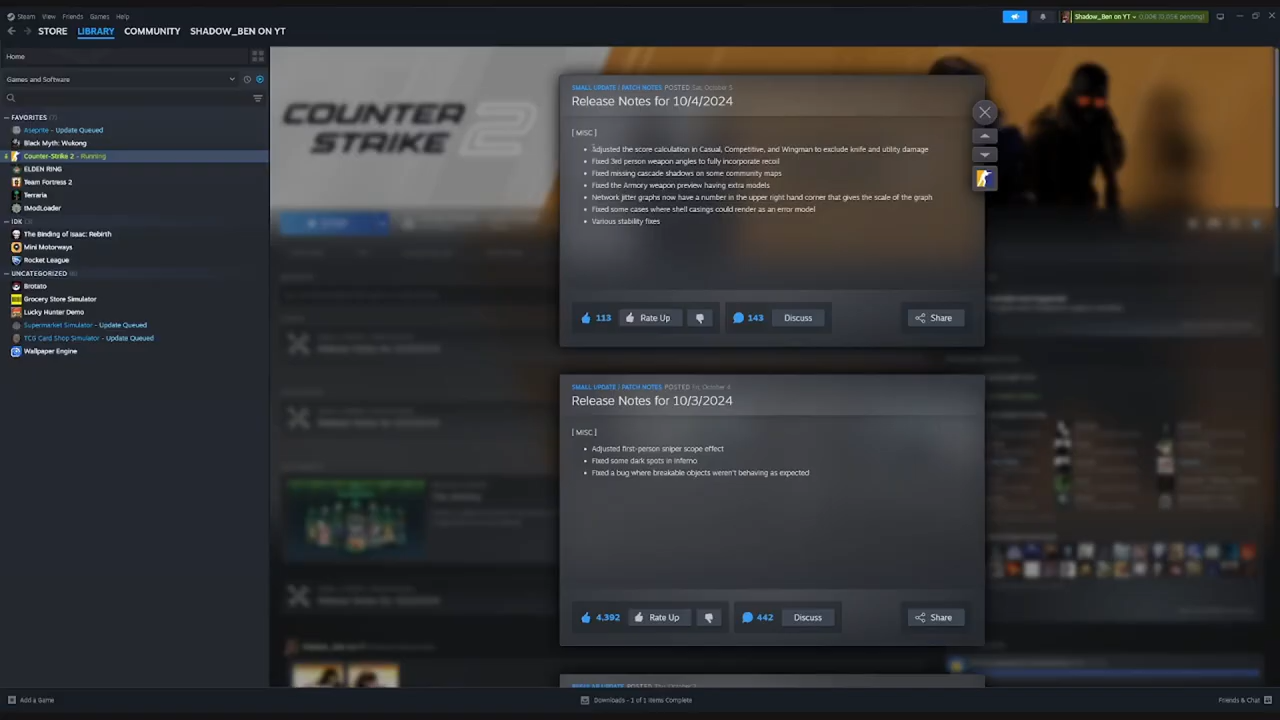 Steam View Friends Games Help
Shadow_Ben on YT
STORE LIBRARY COMMUNITY SHADOW_BEN ON YT
Home
Games and Software
FAVORITES (7)
Aseprite - Update Queued
Black Myth: Wukong
Counter-Strike 2 - Running
ELDEN RING
Team Fortress 2
Terraria
tModLoader
IDK (3)
The Binding of Isaac: Rebirth
Mini Motorways
Rocket League
UNCATEGORIZED
Brotato
Grocery Store Simulator
Lucky Hunter Demo
Supermarket Simulator - Update Queued
TCG Card Shop Simulator - Update Queued
Wallpaper Engine
COUNTER
STRIKE 2
SMALL UPDATE / PATCH NOTES POSTED Sat, October 5
Release Notes for 10/4/2024
[ MISC ]
Adjusted the score calculation in Casual, Competitive, and Wingman to exclude knife and utility damage
Fixed 3rd person weapon angles to fully incorporate recoil
Fixed missing cascade shadows on some community maps
Fixed the Armory weapon preview having extra models
Network jitter graphs now have a number in the upper right hand corner that gives the scale of the graph
Fixed some cases where shell casings could render as an error model
Various stability fixes
113 Rate Up 143 Discuss Share
SMALL UPDATE / PATCH NOTES POSTED Fri, October 4
Release Notes for 10/3/2024
[ MISC ]
Adjusted first-person sniper scope effect
Fixed some dark spots in Inferno
Fixed a bug where breakable objects weren't behaving as expected
4,392 Rate Up 442 Discuss Share
Add a Game
Downloads - 1 of 1 Items Complete
Friends & Chat